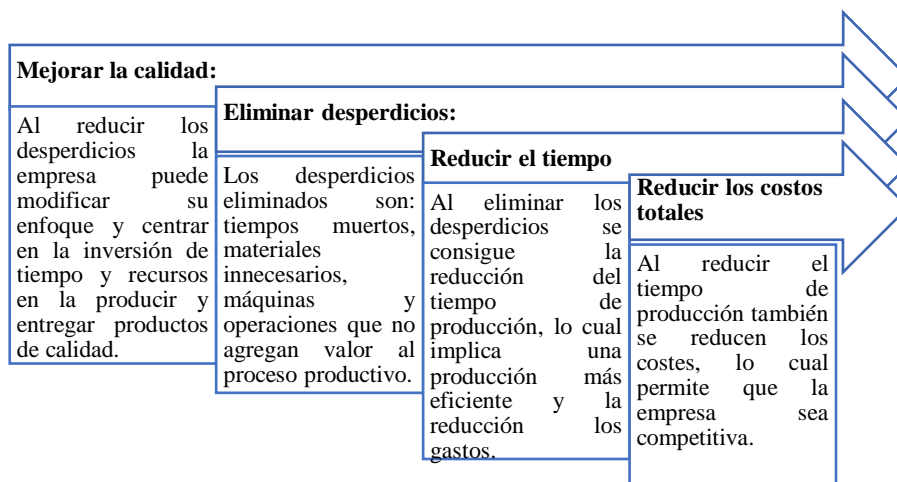 Mejorar la calidad:
Al reducir los
desperdicios la
empresa puede
modificar su
enfoque y centrar
en la inversión de
tiempo y recursos
en la producir y
entregar productos
de calidad.
Eliminar desperdicios:
Los desperdicios
eliminados son:
tiempos muertos,
materiales
innecesarios,
máquinas y
operaciones que no
agregan valor al
proceso productivo.
Reducir el tiempo
Al eliminar los
desperdicios se
consigue la
reducción del
tiempo de
producción, lo cual
implica una
producción más
eficiente y la
reducción los
gastos.
Reducir los costos
totales
Al reducir el
tiempo de
producción también
se reducen los
costes, lo cual
permite que la
empresa sea
competitiva.